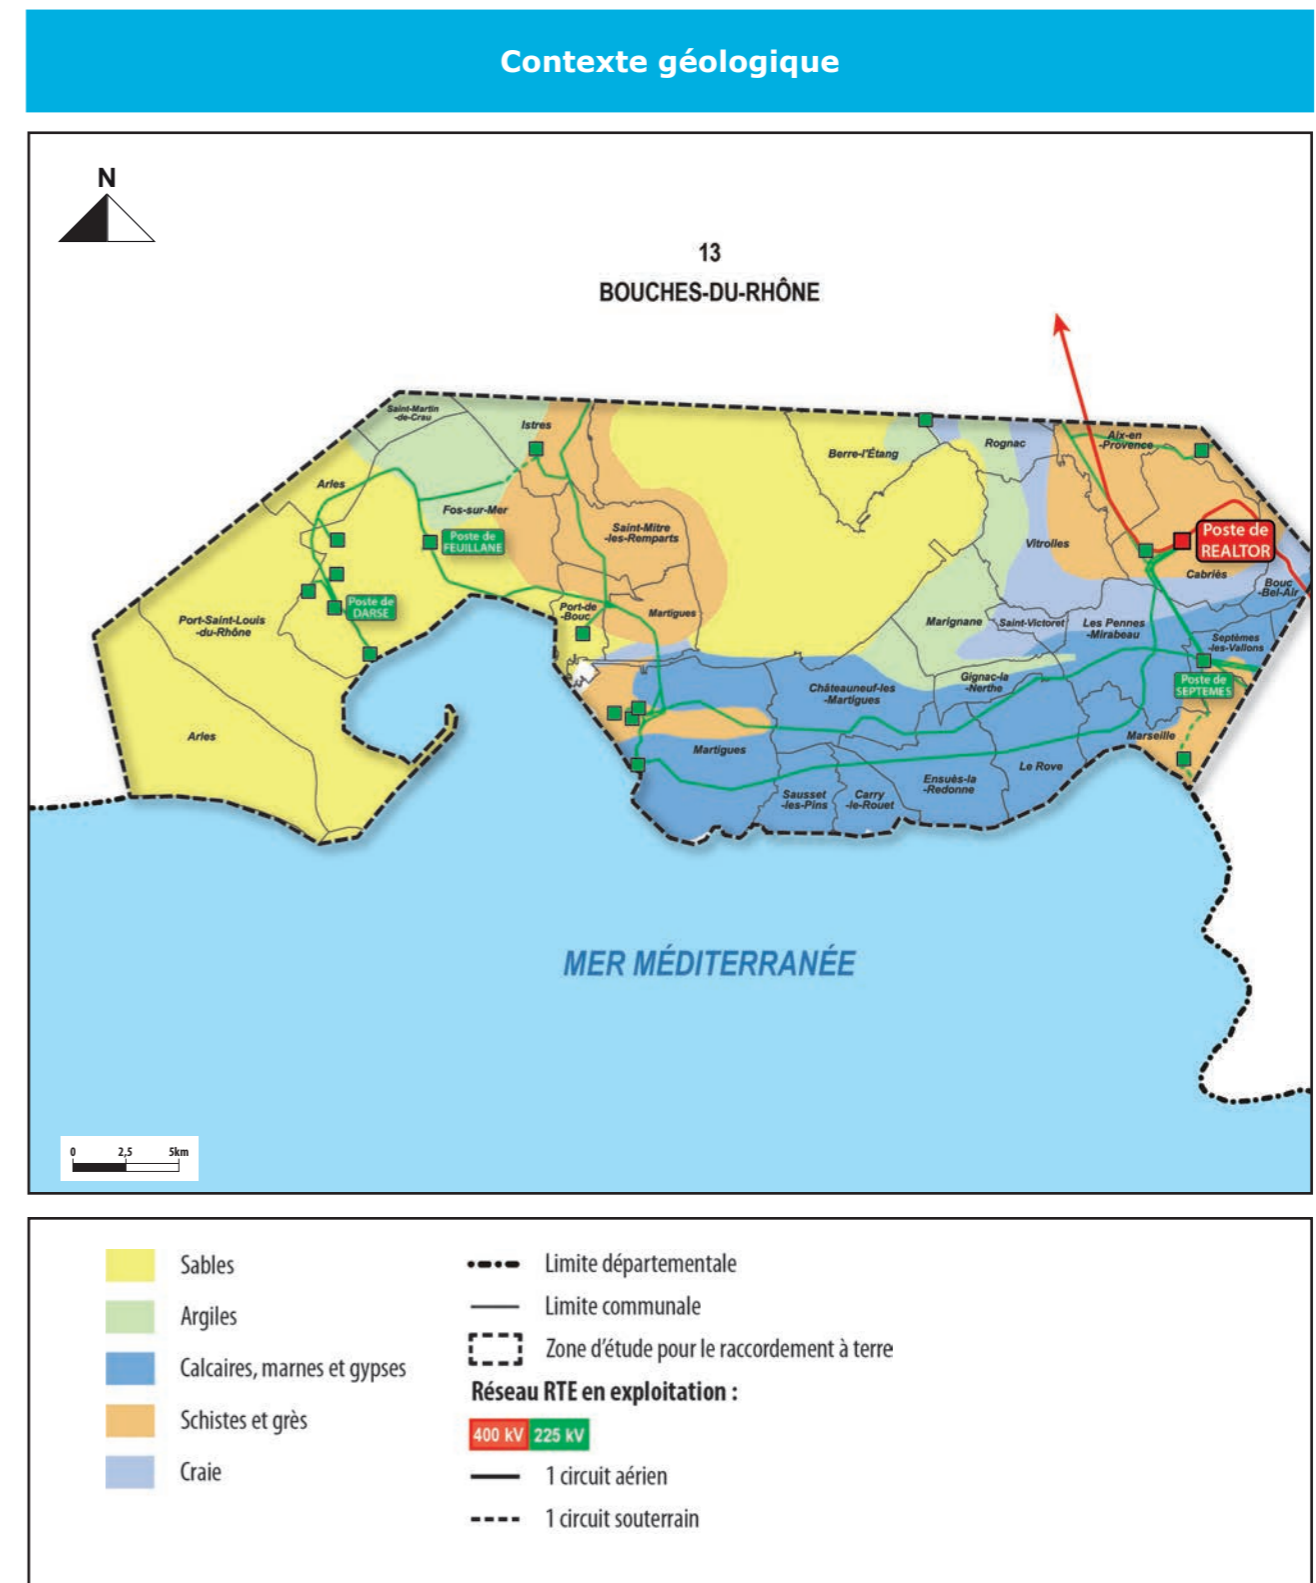 Contexte géologique
N
13
BOUCHES-DU-RHÔNE
Saint-Martin
-de-Crau
Istres
Arles
Fos-sur-Mer
Poste de
FEUILLANE
Saint-Mitre
-les-Remparts
Berre-l'Étang
Rognac
Aix-en
-Provence
Vitrolles
Poste de
REALTOR
Cabriès
Bouc
-Bel-Air
Poste de
DARSE
Port-Saint-Louis
-du-Rhône
Port-de
-Bouc
Martigues
Marignane
Saint-Victoret
Les Pennes
-Mirabeau
Septèmes
-les-Vallons
Gignac-la
-Nerthe
Poste de
SEPTEMES
Châteauneuf-les
-Martigues
Arles
Martigues
Marseille
Le Rove
Ensuès-la
-Redonne
Sausset
-les-Pins
Carry
-le-Rouet
MER MÉDITERRANÉE
0 2,5 5km
Sables
Argiles
Calcaires, marnes et gypses
Schistes et grès
Craie
Limite départementale
Limite communale
Zone d'étude pour le raccordement à terre
Réseau RTE en exploitation :
400 kV 225 kV
1 circuit aérien
1 circuit souterrain